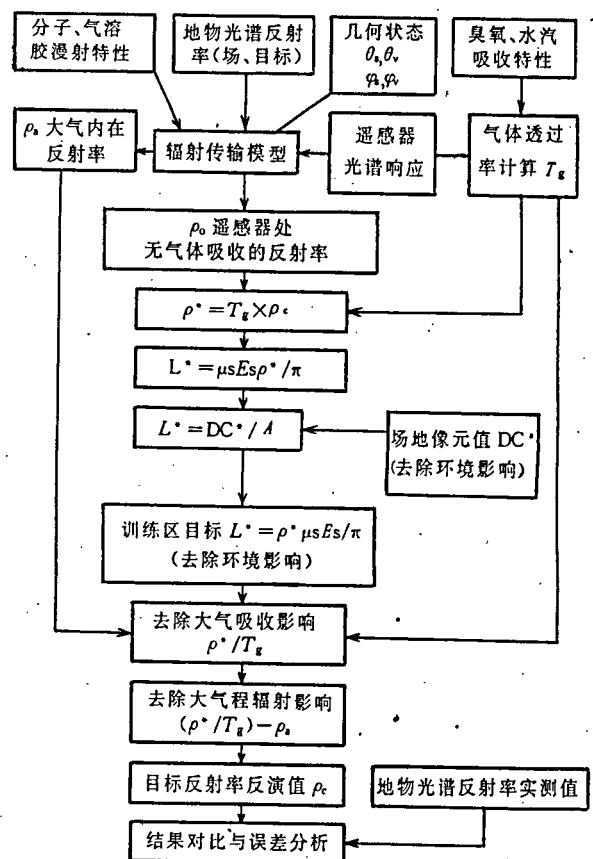 分子、气溶
胶漫射特性
地物光谱反射
率(场、目标)
几何状态
θs,θv
φs,φv
臭氧、水汽
吸收特性
ρa 大气内在
反射率
辐射传输模型
遥感器
光谱响应
气体透过
率计算 Tg
ρo 遥感器处
无气体吸收的反射率
ρ* = Tg × ρc
L* = μsEsρ* /π
L* = DC* / A
场地像元值 DC*
(去除环境影响)
训练区目标 L* = ρ* μsEs/π
(去除环境影响)
去除大气吸收影响
ρ* /Tg
去除大气程辐射影响
(ρ* /Tg) − ρa
目标反射率反演值 ρc
地物光谱反射率实测值
结果对比与误差分析